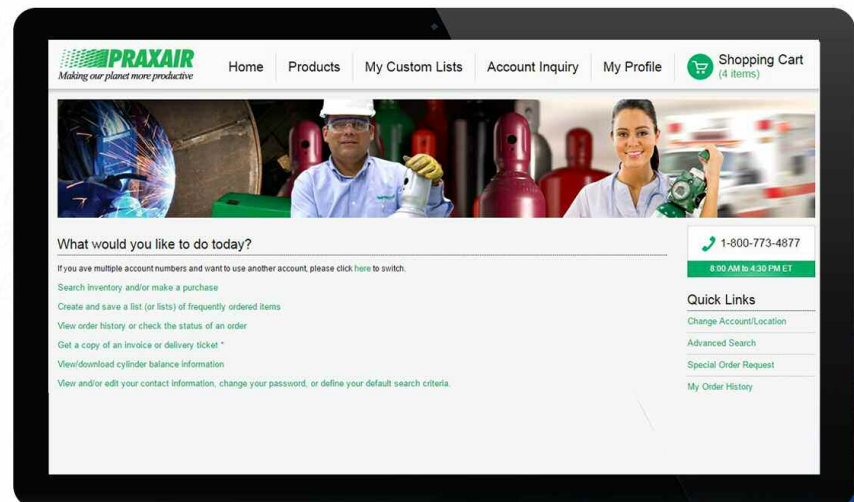 PRAXAIR
Making our planet more productive
Home
Products
My Custom Lists
Account Inquiry
My Profile
Shopping Cart
(4 items)
What would you like to do today?
If you ave multiple account numbers and want to use another account, please click here to switch.
Search inventory and/or make a purchase
Create and save a list (or lists) of frequently ordered items
View order history or check the status of an order
Get a copy of an invoice or delivery ticket *
View/download cylinder balance information
View and/or edit your contact information, change your password, or define your default search criteria.
1-800-773-4877
8:00 AM to 4:30 PM ET
Quick Links
Change Account/Location
Advanced Search
Special Order Request
My Order History